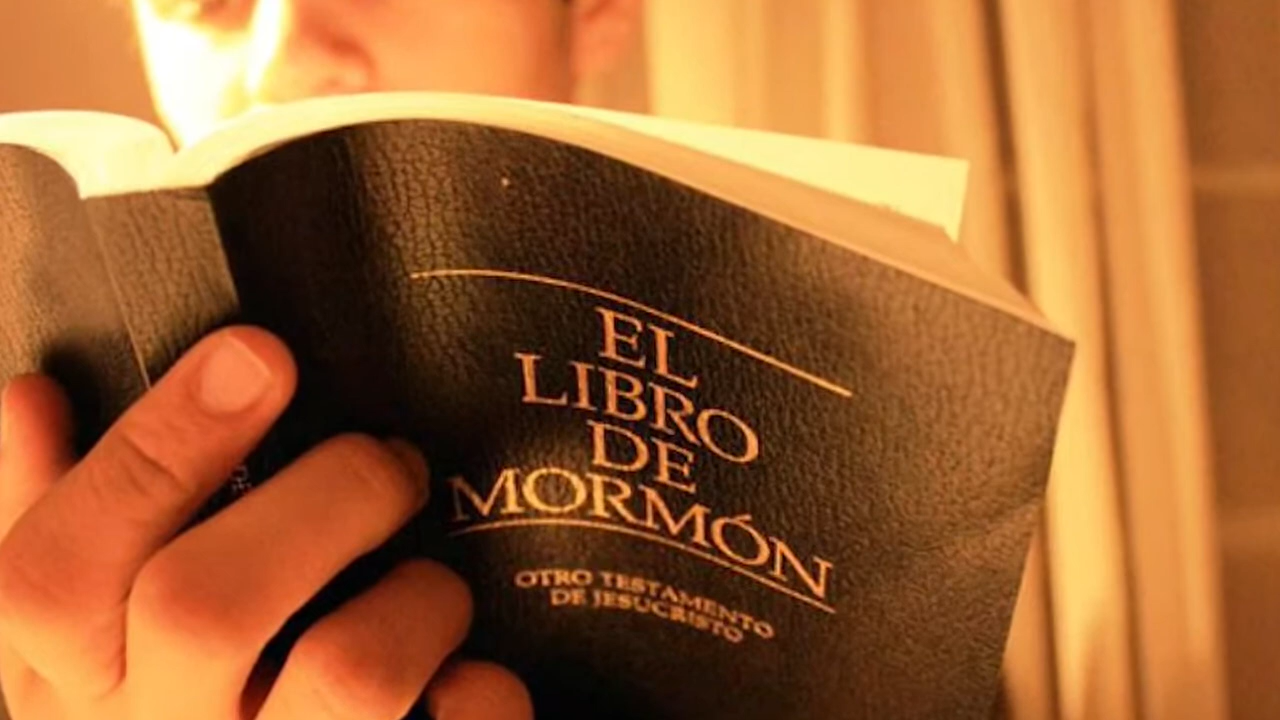 EL
LIBRO
DE
MORMÓN
OTRO TESTAMENTO
DE JESUCRISTO